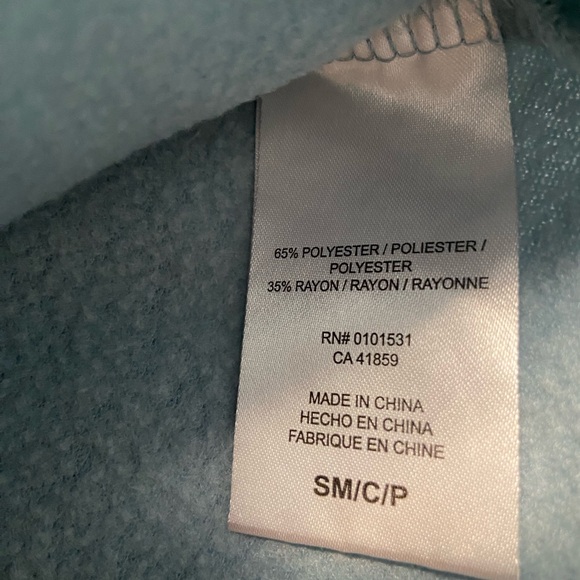 65% POLYESTER / POLIESTER /
POLYESTER
35% RAYON / RAYON / RAYONNE
RN# 0101531
CA 41859
MADE IN CHINA
HECHO EN CHINA
FABRIQUE EN CHINE
SM/C/P